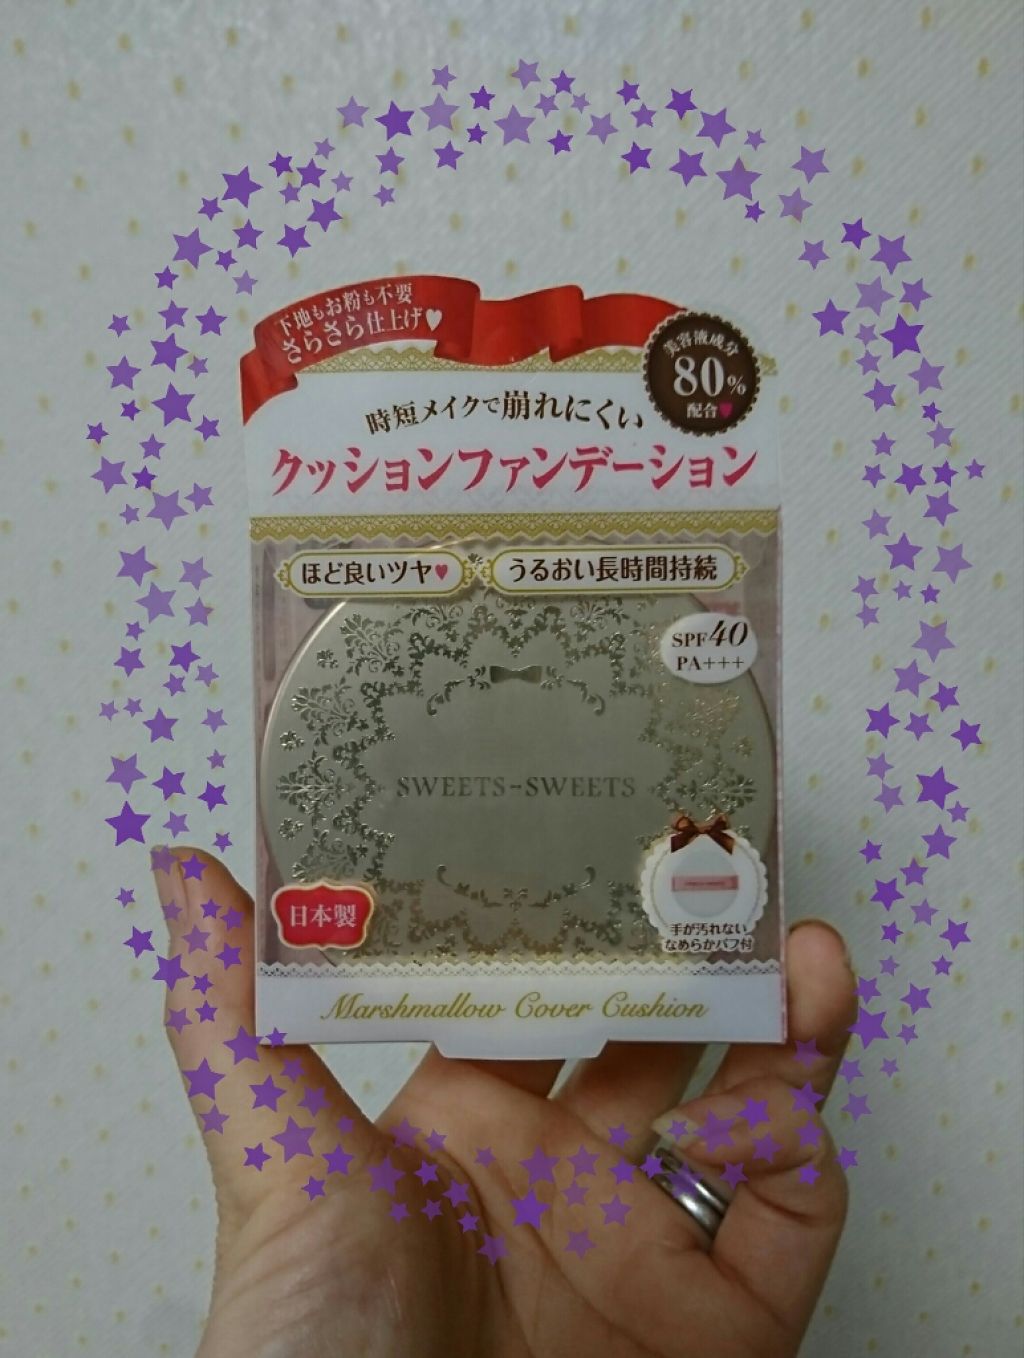 下地もお粉も不要
さらさら仕上げ♥
美容液成分
80%
配合♥
時短メイクで崩れにくい
クッションファンデーション
ほど良いツヤ♥
うるおい長時間持続
SPF40
PA+++
SWEETS-SWEETS
日本製
手が汚れない
なめらかパフ付
Marshmallow Cover Cushion